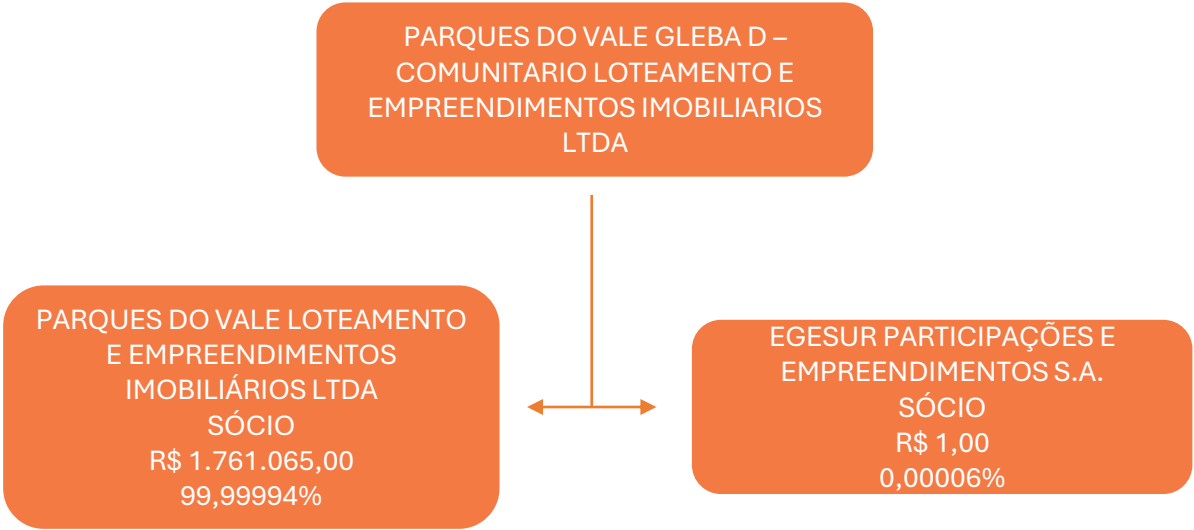 PARQUES DO VALE GLEBA D –
COMUNITARIO LOTEAMENTO E
EMPREENDIMENTOS IMOBILIARIOS
LTDA
PARQUES DO VALE LOTEAMENTO
E EMPREENDIMENTOS
IMOBILIÁRIOS LTDA
SÓCIO
R$ 1.761.065,00
99,99994%
EGESUR PARTICIPAÇÕES E
EMPREENDIMENTOS S.A.
SÓCIO
R$ 1,00
0,00006%